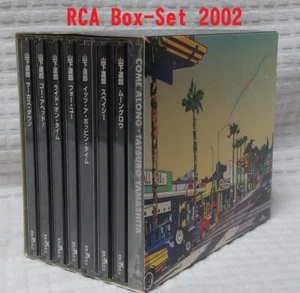 RCA Box-Set 2002
山下達郎 サーカス・タウン
山下達郎 ゴー・アヘッド!
山下達郎 ライド・オン・タイム
山下達郎 フォー・ユー
山下達郎 イッツ・ア・ポッピン・タイム
山下達郎 スペイシー
山下達郎 ムーングロウ
COME ALONG • TATSURO YAMASHITA